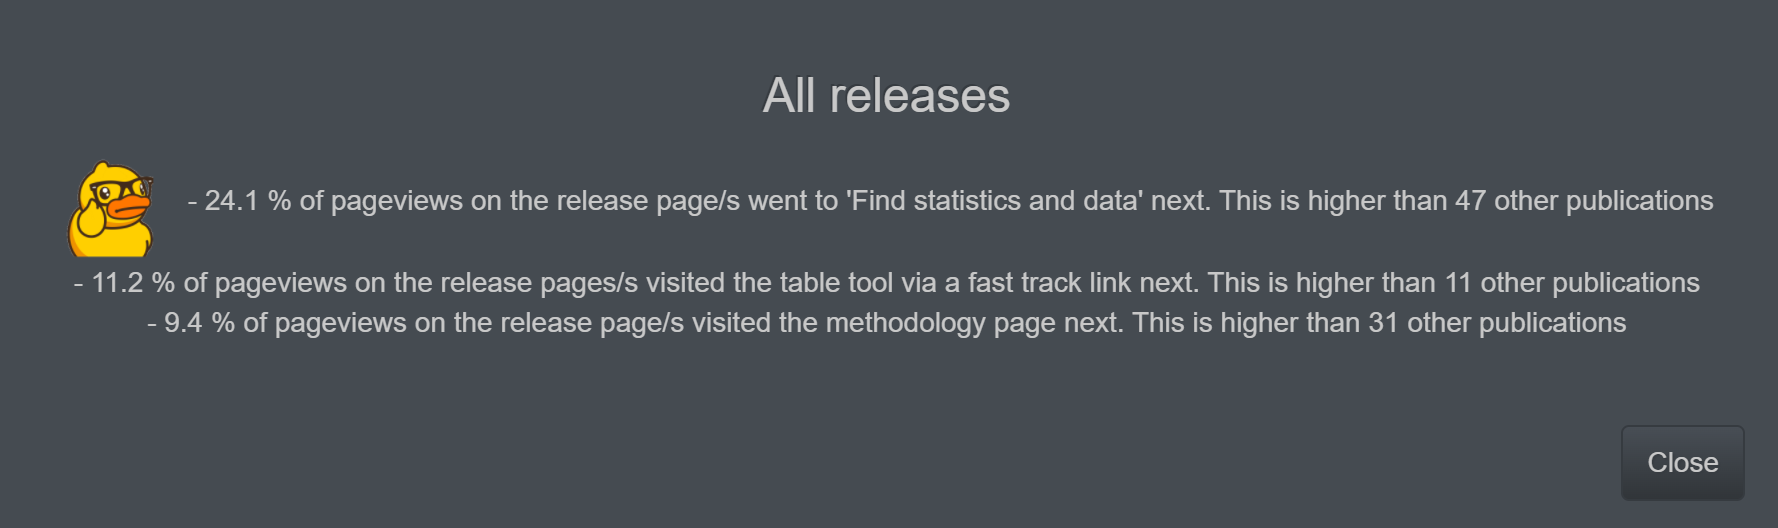 All releases
- 24.1 % of pageviews on the release page/s went to 'Find statistics and data' next. This is higher than 47 other publications
- 11.2 % of pageviews on the release pages/s visited the table tool via a fast track link next. This is higher than 11 other publications
- 9.4 % of pageviews on the release page/s visited the methodology page next. This is higher than 31 other publications
Close